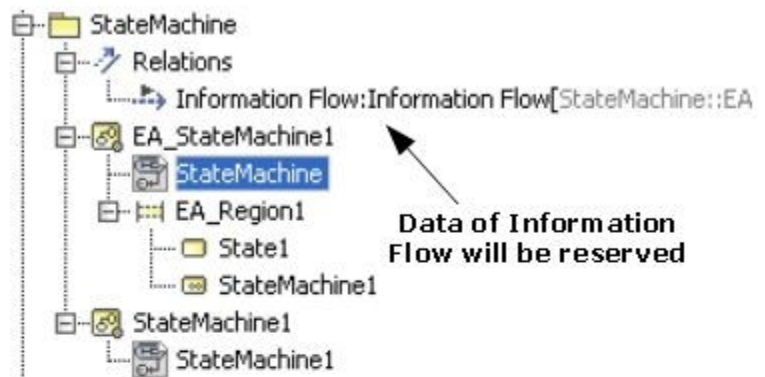 StateMachine
Relations
Information Flow:Information Flow[StateMachine::EA
EA_StateMachine1
StateMachine
EA_Region1
State1
StateMachine1
StateMachine1
StateMachine1
Data of Information
Flow will be reserved